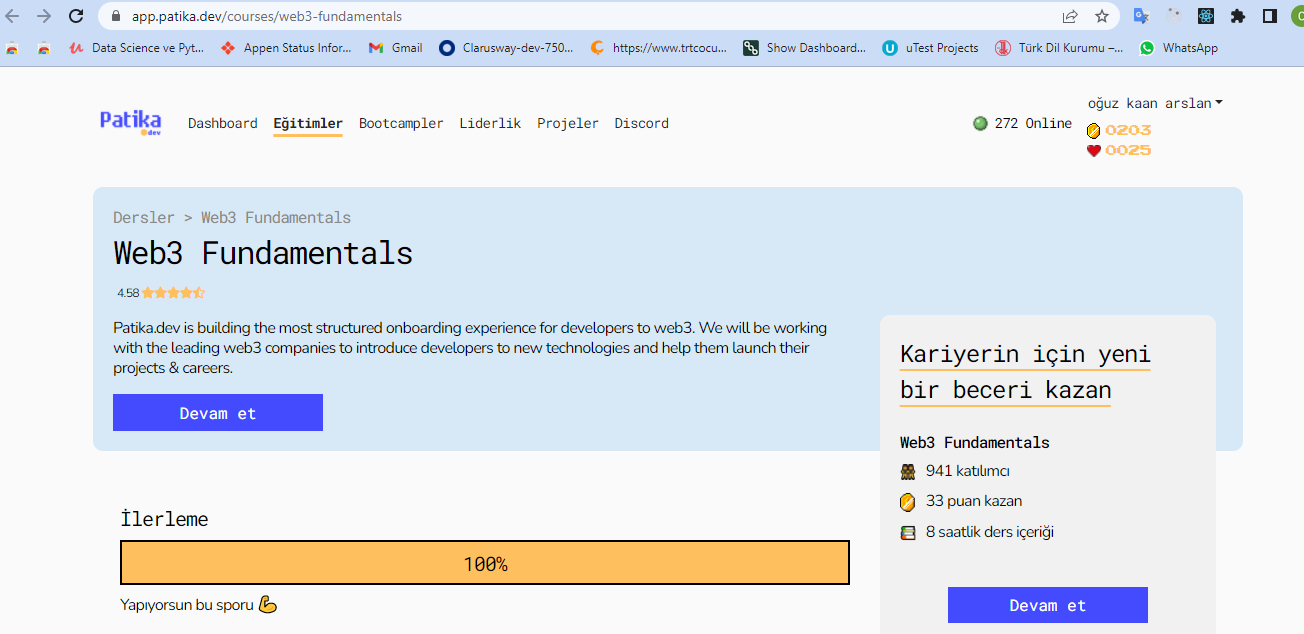 app.patika.dev/courses/web3-fundamentals
Data Science ve Pyt... Appen Status Infor... Gmail Clarusway-dev-750... https://www.trtcocu... Show Dashboard... uTest Projects Türk Dil Kurumu –... WhatsApp
oğuz kaan arslan
Patika
dev
Dashboard Eğitimler Bootcampler Liderlik Projeler Discord
272 Online
0203
0025
Dersler > Web3 Fundamentals
Web3 Fundamentals
4.58
Patika.dev is building the most structured onboarding experience for developers to web3. We will be working
with the leading web3 companies to introduce developers to new technologies and help them launch their
projects & careers.
Devam et
Kariyerin için yeni
bir beceri kazan
Web3 Fundamentals
941 katılımcı
33 puan kazan
8 saatlik ders içeriği
Devam et
İlerleme
100%
Yapıyorsun bu sporu 💪